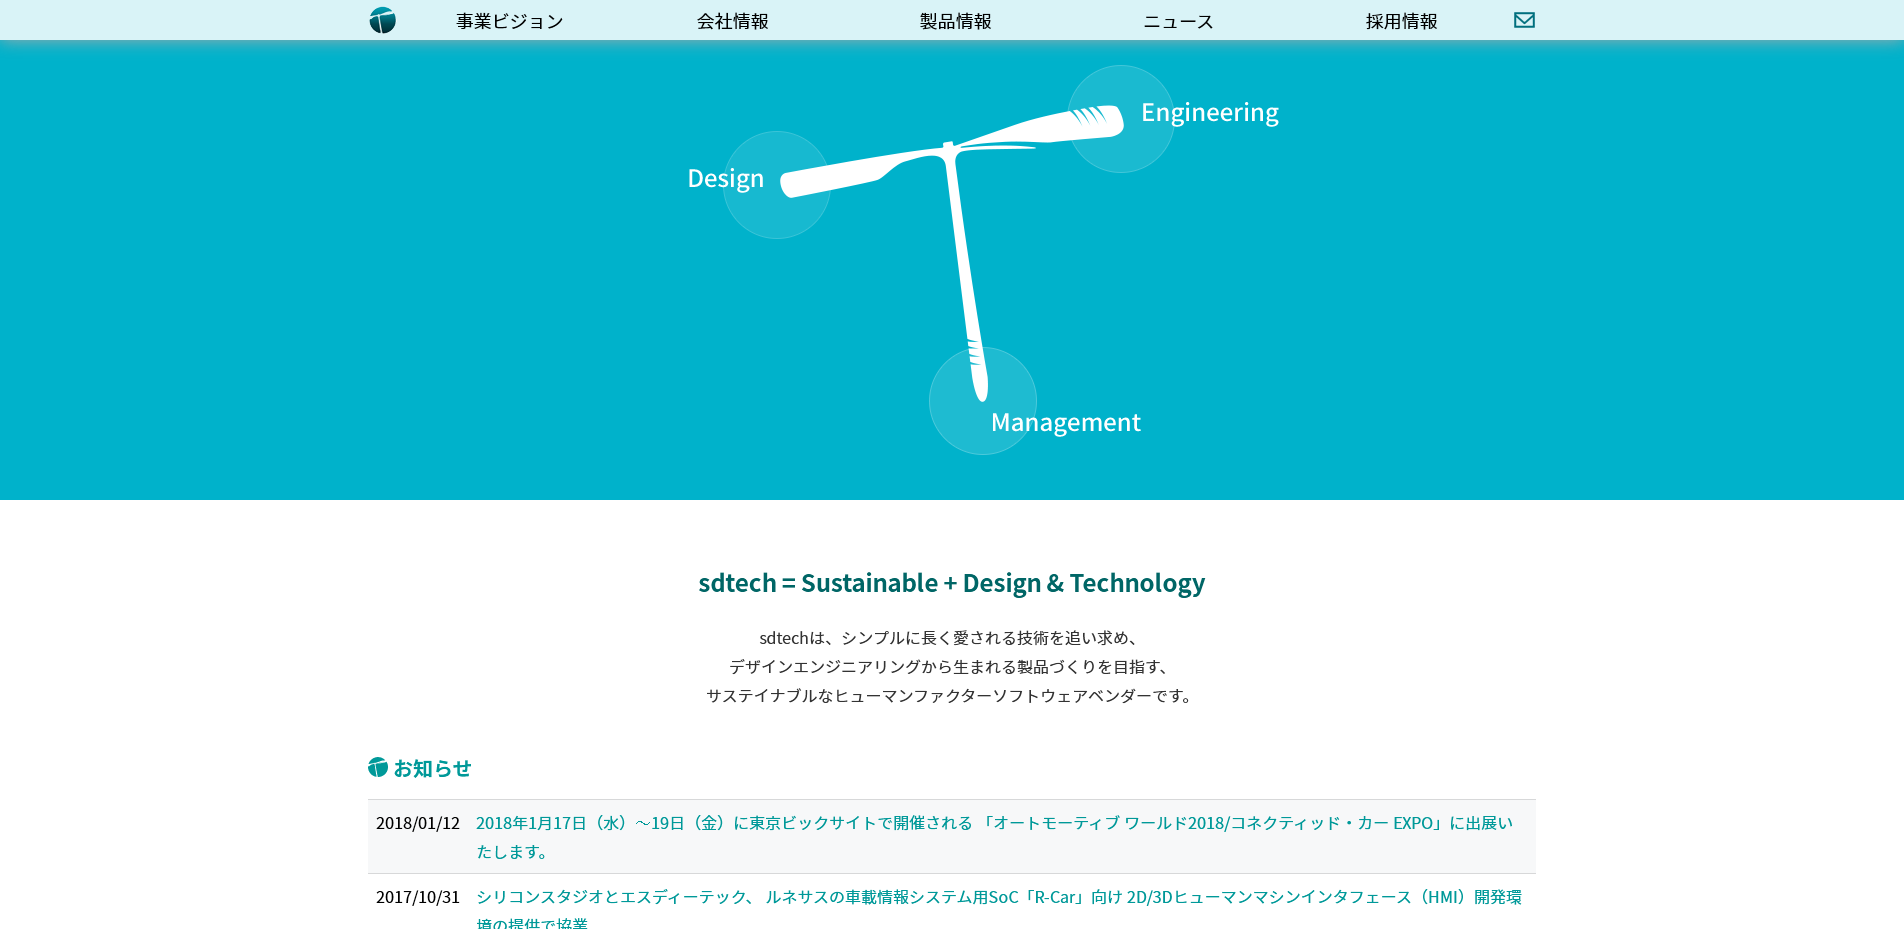 事業ビジョン 会社情報 製品情報 ニュース 採用情報
Engineering
Design
Management
sdtech = Sustainable + Design & Technology
sdtechは、シンプルに長く愛される技術を追い求め、
デザインエンジニアリングから生まれる製品づくりを目指す、
サステイナブルなヒューマンファクターソフトウェアベンダーです。
お知らせ
2018/01/12 2018年1月17日（水）～19日（金）に東京ビックサイトで開催される 「オートモーティブ ワールド2018/コネクティッド・カー EXPO」に出展い
たします。
2017/10/31 シリコンスタジオとエスディーテック、 ルネサスの車載情報システム用SoC「R-Car」向け 2D/3Dヒューマンマシンインタフェース（HMI）開発環
境の提供で協業